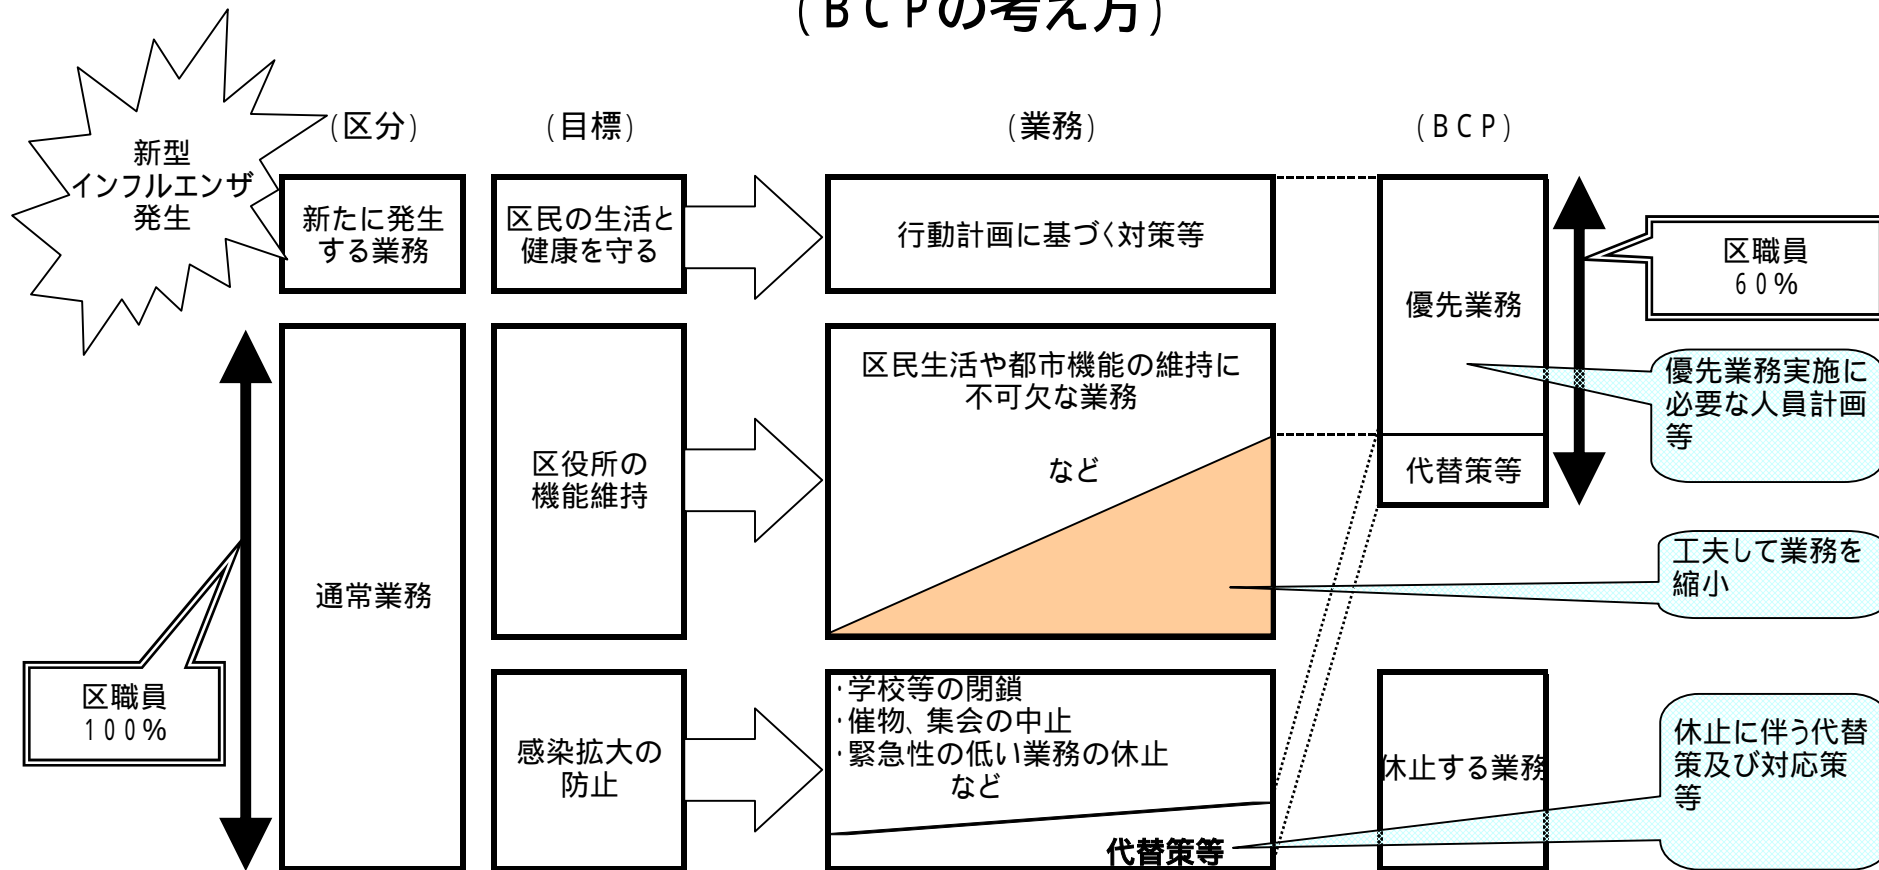 (BCPの考え方)
(区分)
(目標)
(業務)
(BCP)
新型
インフルエンザ
発生
新たに発生
する業務
区民の生活と
健康を守る
行動計画に基づく対策等
優先業務
区職員
60%
通常業務
区役所の
機能維持
区民生活や都市機能の維持に
不可欠な業務
など
代替策等
優先業務実施に
必要な人員計画
等
工夫して業務を
縮小
区職員
100%
感染拡大の
防止
・学校等の閉鎖
・催物、集会の中止
・緊急性の低い業務の休止
など
代替策等
休止する業務
休止に伴う代替
策及び対応策
等